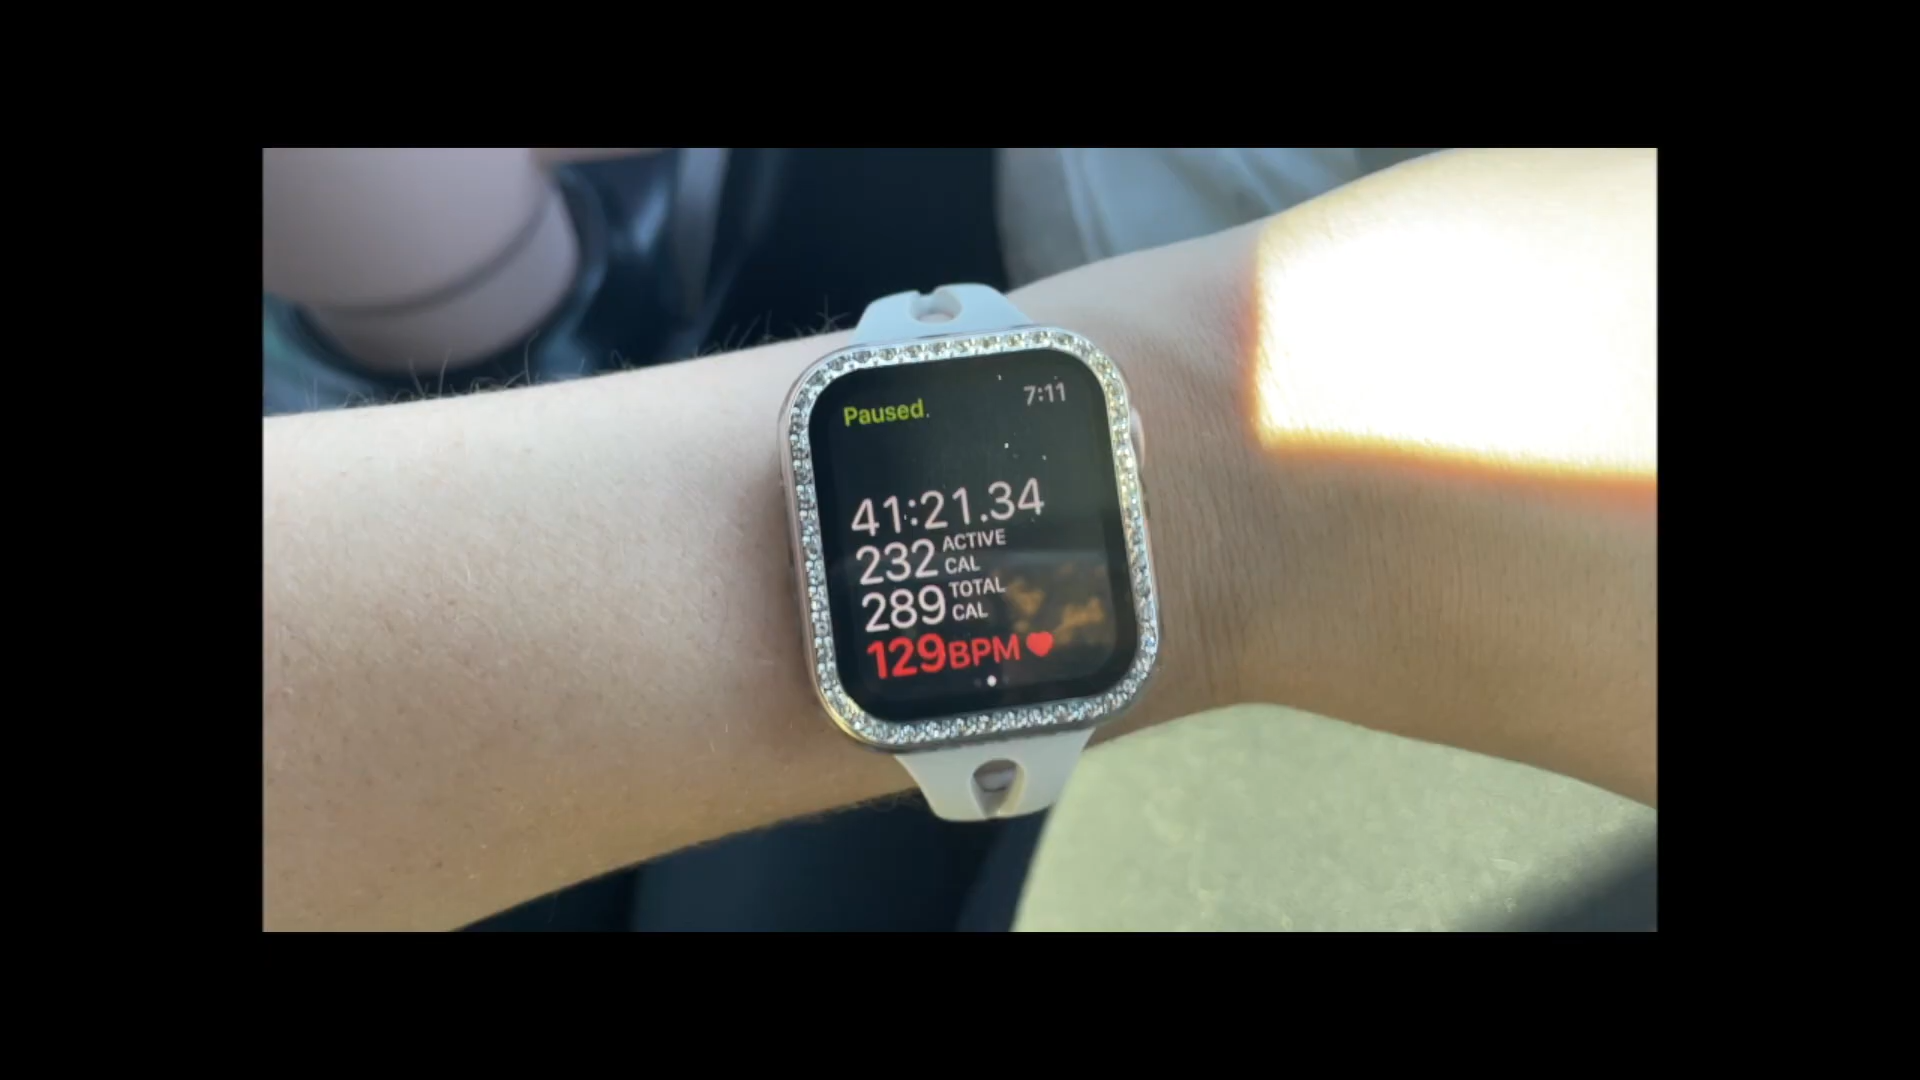 Paused.
7:11
41:21.34
232 ACTIVE
CAL
289 TOTAL
CAL
129BPM